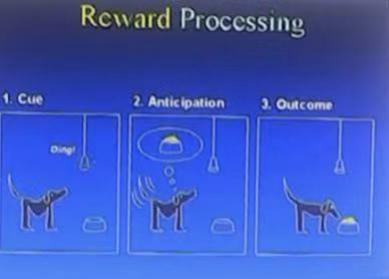 Reward Processing
1. Cue
2. Anticipation
3. Outcome
Ding!